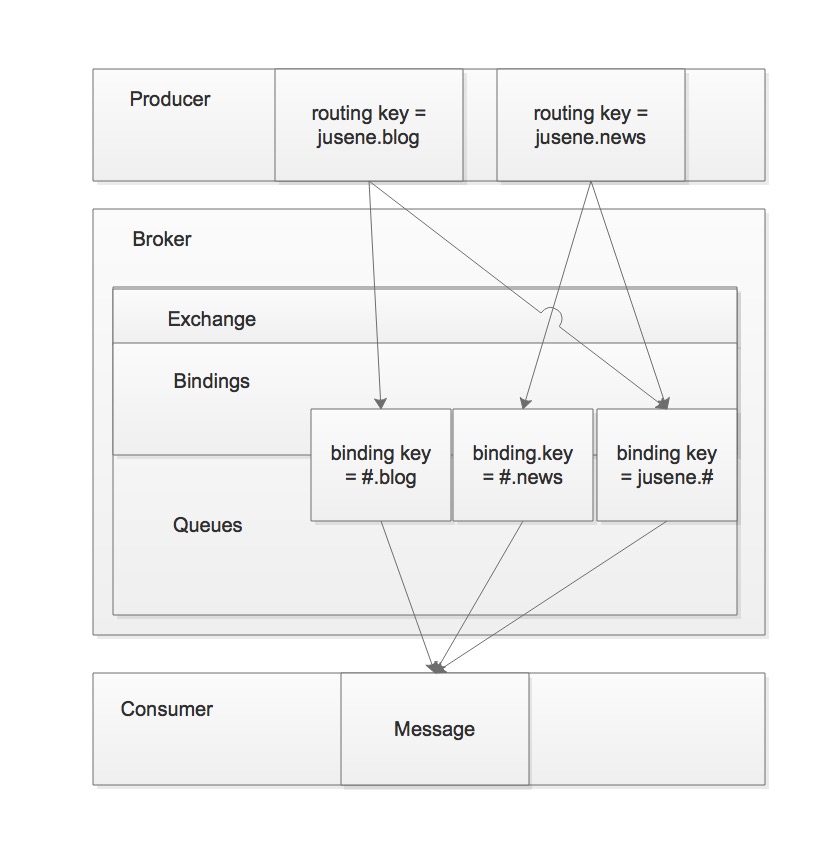 Producer
routing key =
jusene.blog
routing key =
jusene.news
Broker
Exchange
Bindings
binding key
= #.blog
binding.key
= #.news
binding key
= jusene.#
Queues
Consumer
Message